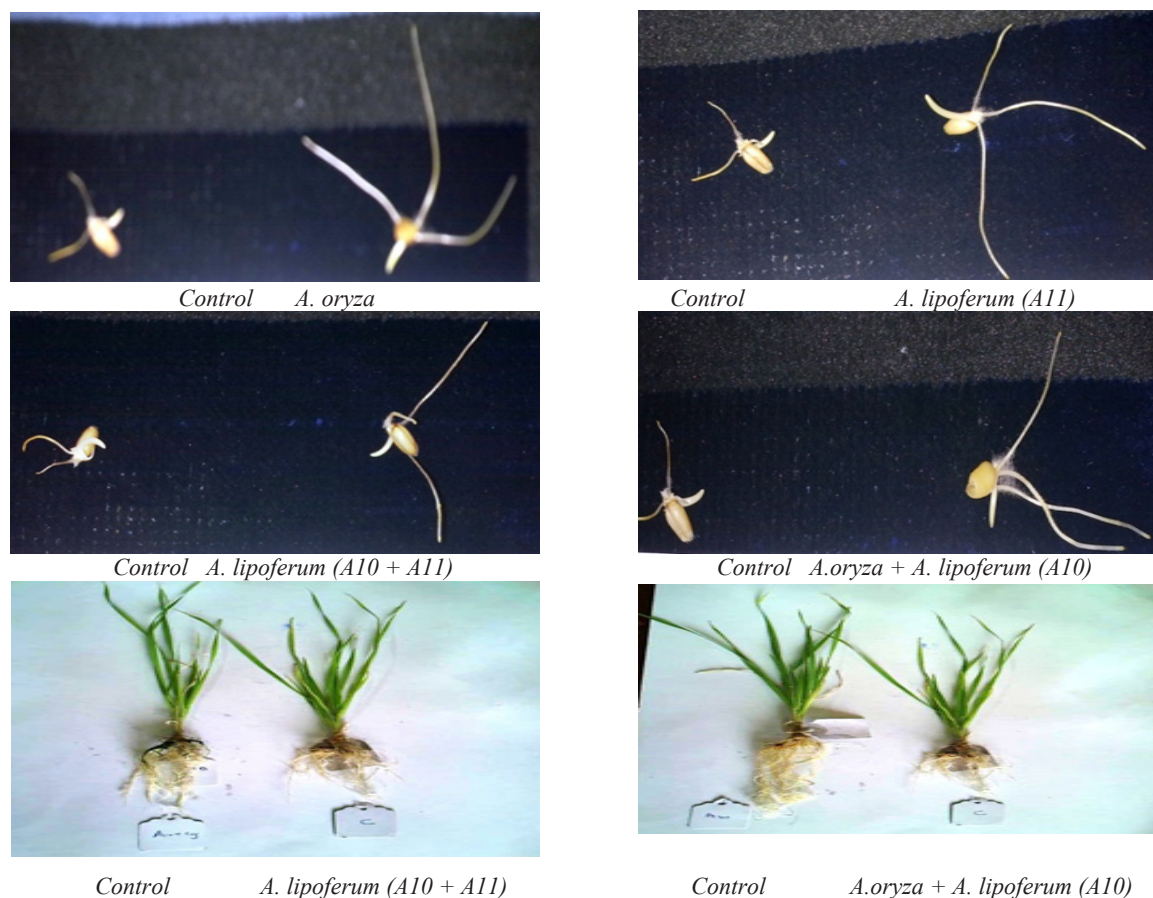 Control A. oryza
Control A. lipoferum (A11)
Control A. lipoferum (A10 + A11)
Control A.oryza + A. lipoferum (A10)
C
C
Control A. lipoferum (A10 + A11)
Control A.oryza + A. lipoferum (A10)